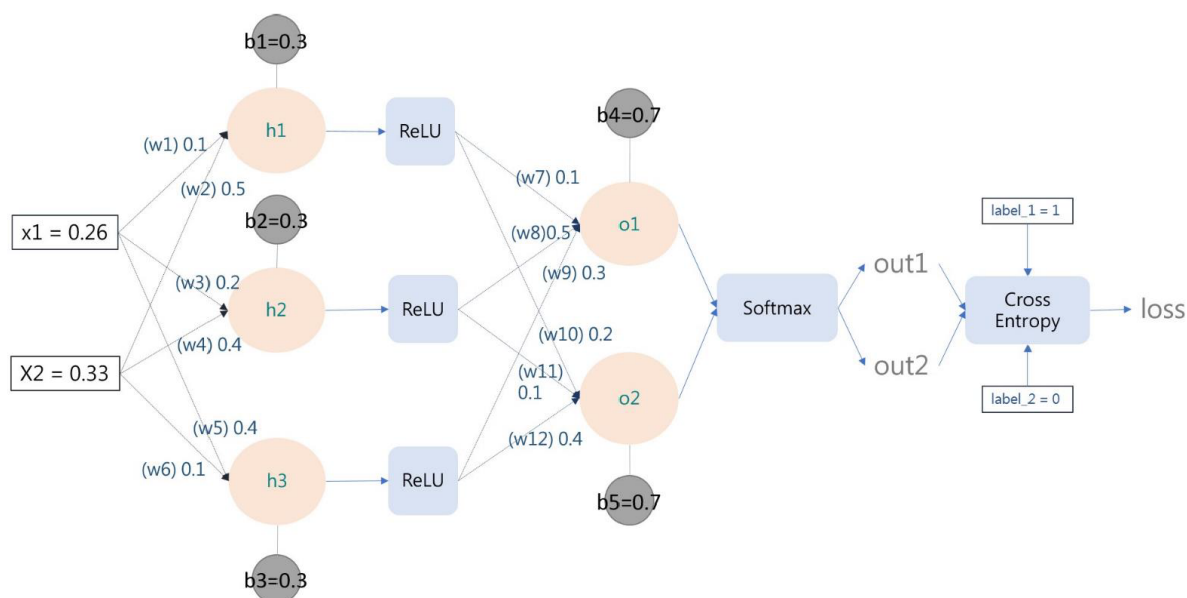 b1=0.3
h1
ReLU
b4=0.7
(w1) 0.1
(w2) 0.5
(w7) 0.1
x1 = 0.26
b2=0.3
(w8)0.5
o1
label_1 = 1
(w9) 0.3
out1
(w3) 0.2
h2
ReLU
Softmax
Cross
Entropy
loss
(w4) 0.4
(w10) 0.2
X2 = 0.33
(w11)
0.1
o2
out2
label_2 = 0
(w5) 0.4
(w12) 0.4
(w6) 0.1
h3
ReLU
b5=0.7
b3=0.3